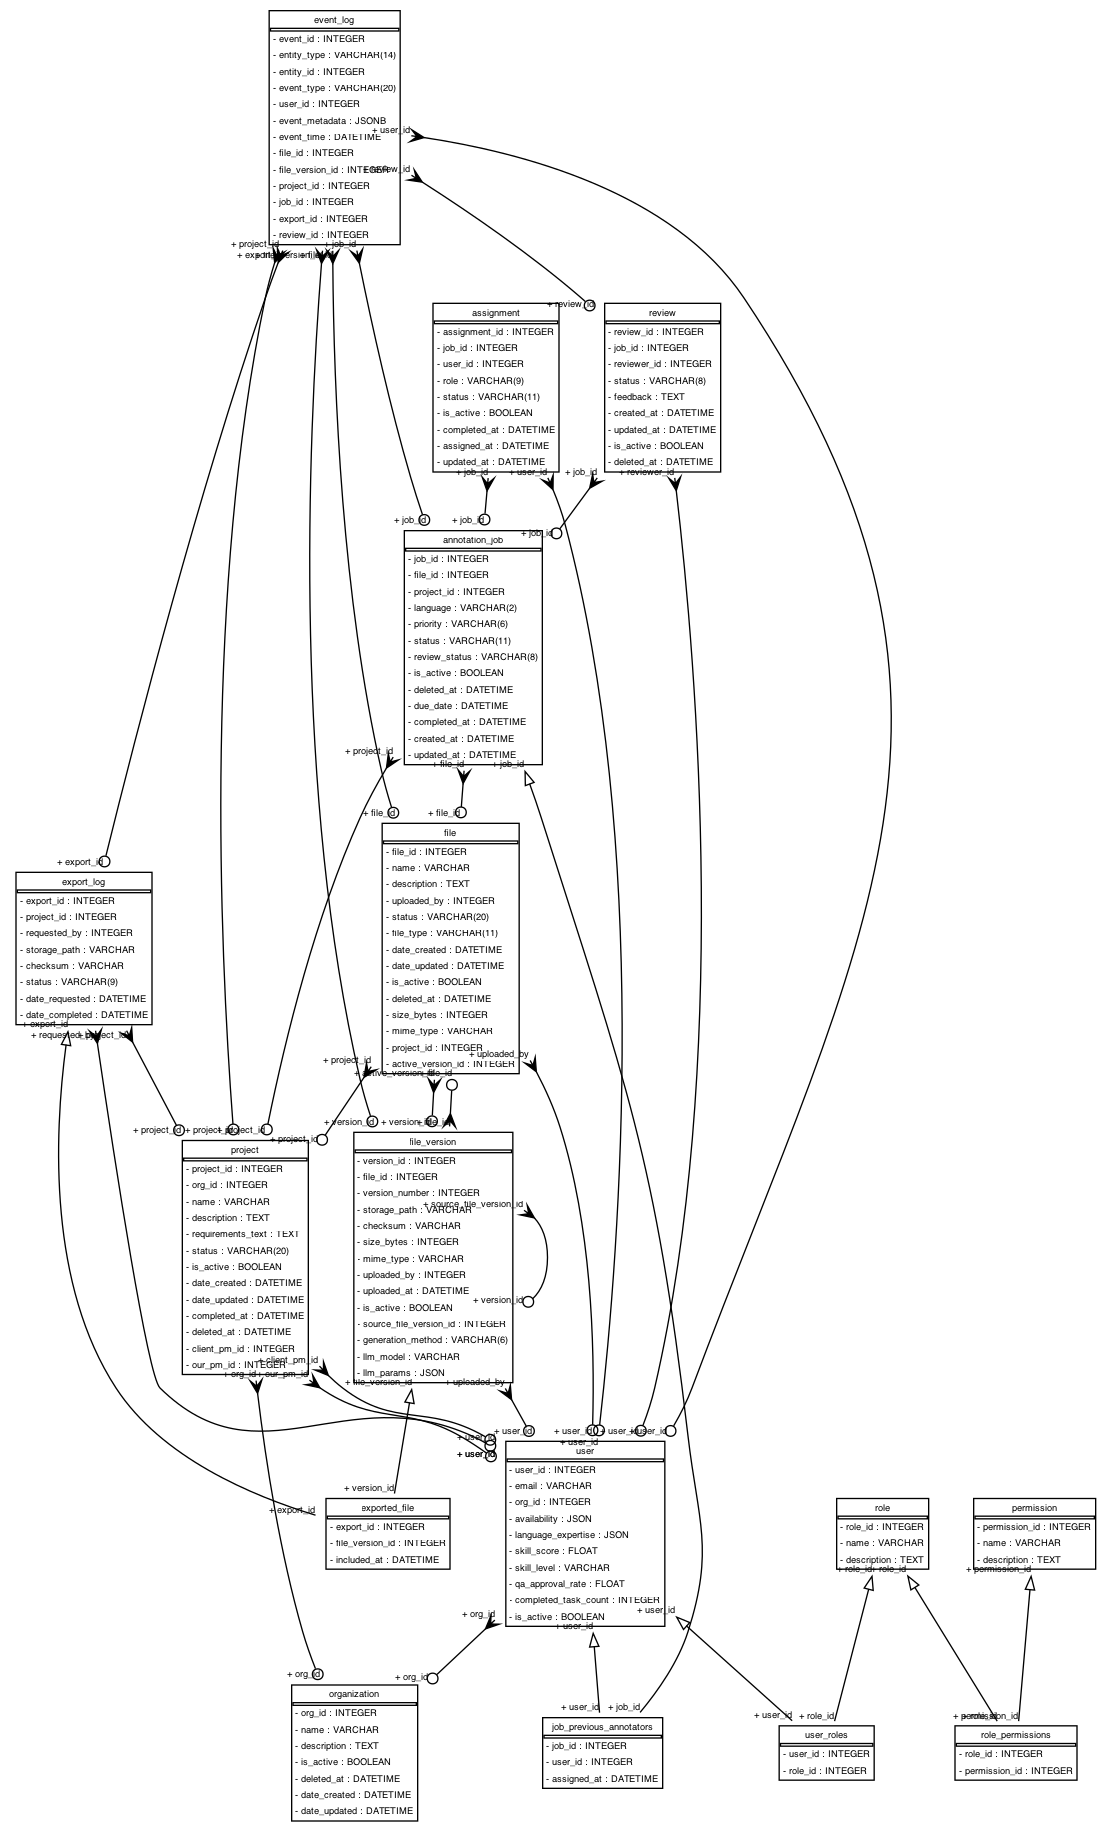 event_log
- event_id : INTEGER
- entity_type : VARCHAR(14)
- entity_id : INTEGER
- event_type : VARCHAR(20)
- user_id : INTEGER
- event_metadata : JSONB
- event_time : DATETIME
- file_id : INTEGER
- file_version_id : INTEGER
- project_id : INTEGER
- job_id : INTEGER
- export_id : INTEGER
- review_id : INTEGER
+ user_id
+ review_id
+ project_id
+ job_id
+ export_id
+ file_version_id
+ file_id
+ review_id
assignment
- assignment_id : INTEGER
- job_id : INTEGER
- user_id : INTEGER
- role : VARCHAR(9)
- status : VARCHAR(11)
- is_active : BOOLEAN
- completed_at : DATETIME
- assigned_at : DATETIME
- updated_at : DATETIME
+ job_id
+ user_id
review
- review_id : INTEGER
- job_id : INTEGER
- reviewer_id : INTEGER
- status : VARCHAR(8)
- feedback : TEXT
- created_at : DATETIME
- updated_at : DATETIME
- is_active : BOOLEAN
- deleted_at : DATETIME
+ job_id
+ reviewer_id
+ job_id
+ job_id
+ job_id
annotation_job
- job_id : INTEGER
- file_id : INTEGER
- project_id : INTEGER
- language : VARCHAR(2)
- priority : VARCHAR(6)
- status : VARCHAR(11)
- review_status : VARCHAR(8)
- is_active : BOOLEAN
- deleted_at : DATETIME
- due_date : DATETIME
- completed_at : DATETIME
- created_at : DATETIME
- updated_at : DATETIME
+ project_id
+ file_id
+ job_id
+ file_id
+ file_id
file
- file_id : INTEGER
- name : VARCHAR
- description : TEXT
- uploaded_by : INTEGER
- status : VARCHAR(20)
- file_type : VARCHAR(11)
- date_created : DATETIME
- date_updated : DATETIME
- is_active : BOOLEAN
- deleted_at : DATETIME
- size_bytes : INTEGER
- mime_type : VARCHAR
- project_id : INTEGER
- active_version_id : INTEGER
+ uploaded_by
+ project_id
+ active_version_id
+ file_id
+ export_id
export_log
- export_id : INTEGER
- project_id : INTEGER
- requested_by : INTEGER
- storage_path : VARCHAR
- checksum : VARCHAR
- status : VARCHAR(9)
- date_requested : DATETIME
- date_completed : DATETIME
+ export_id
+ requested_by
+ project_id
+ project_id
+ project_id
+ project_id
+ project_id
project
- project_id : INTEGER
- org_id : INTEGER
- name : VARCHAR
- description : TEXT
- requirements_text : TEXT
- status : VARCHAR(20)
- is_active : BOOLEAN
- date_created : DATETIME
- date_updated : DATETIME
- completed_at : DATETIME
- deleted_at : DATETIME
- client_pm_id : INTEGER
- our_pm_id : INTEGER
+ client_pm_id
+ org_id
+ our_pm_id
+ version_id
+ version_id
+ file_id
file_version
- version_id : INTEGER
- file_id : INTEGER
- version_number : INTEGER
- storage_path : VARCHAR
- checksum : VARCHAR
- size_bytes : INTEGER
- mime_type : VARCHAR
- uploaded_by : INTEGER
- uploaded_at : DATETIME
- is_active : BOOLEAN
- source_file_version_id : INTEGER
- generation_method : VARCHAR(6)
- llm_model : VARCHAR
- llm_params : JSON
+ source_file_version_id
+ version_id
+ file_version_id
+ uploaded_by
+ version_id
+ export_id
exported_file
- export_id : INTEGER
- file_version_id : INTEGER
- included_at : DATETIME
+ user_id
+ user_id
+ user_id
+ user_id
+ user_id
+ user_id
+ user_id
+ user_id
user
- user_id : INTEGER
- email : VARCHAR
- org_id : INTEGER
- availability : JSON
- language_expertise : JSON
- skill_score : FLOAT
- skill_level : VARCHAR
- qa_approval_rate : FLOAT
- completed_task_count : INTEGER
- is_active : BOOLEAN
+ org_id
+ user_id
+ user_id
role
- role_id : INTEGER
- name : VARCHAR
- description : TEXT
+ role_id
+ role_id
permission
- permission_id : INTEGER
- name : VARCHAR
- description : TEXT
+ permission_id
+ org_id
+ org_id
organization
- org_id : INTEGER
- name : VARCHAR
- description : TEXT
- is_active : BOOLEAN
- deleted_at : DATETIME
- date_created : DATETIME
- date_updated : DATETIME
+ user_id
+ job_id
job_previous_annotators
- job_id : INTEGER
- user_id : INTEGER
- assigned_at : DATETIME
+ user_id
+ role_id
user_roles
- user_id : INTEGER
- role_id : INTEGER
+ permission_id
+ role_id
role_permissions
- role_id : INTEGER
- permission_id : INTEGER